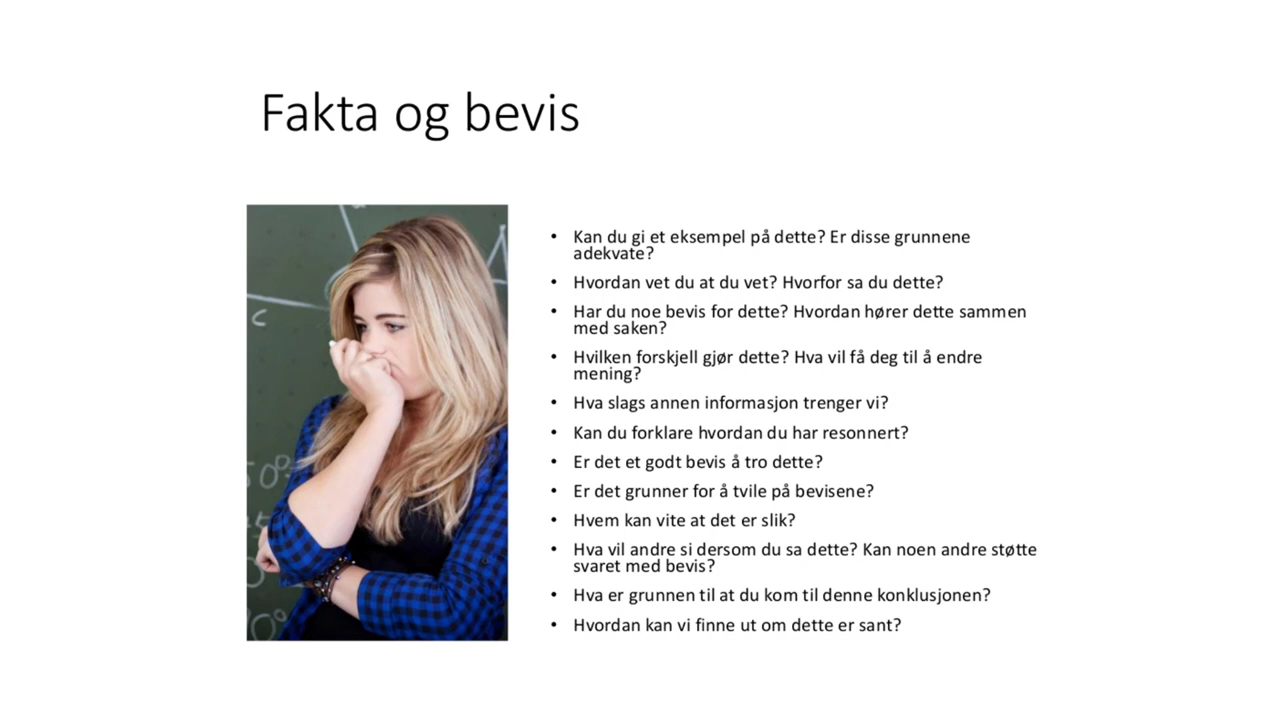 Fakta og bevis
• Kan du gi et eksempel på dette? Er disse grunnene
adekvate?
• Hvordan vet du at du vet? Hvorfor sa du dette?
• Har du noe bevis for dette? Hvordan hører dette sammen
med saken?
• Hvilken forskjell gjør dette? Hva vil få deg til å endre
mening?
• Hva slags annen informasjon trenger vi?
• Kan du forklare hvordan du har resonnert?
• Er det et godt bevis å tro dette?
• Er det grunner for å tvile på bevisene?
• Hvem kan vite at det er slik?
• Hva vil andre si dersom du sa dette? Kan noen andre støtte
svaret med bevis?
• Hva er grunnen til at du kom til denne konklusjonen?
• Hvordan kan vi finne ut om dette er sant?
c